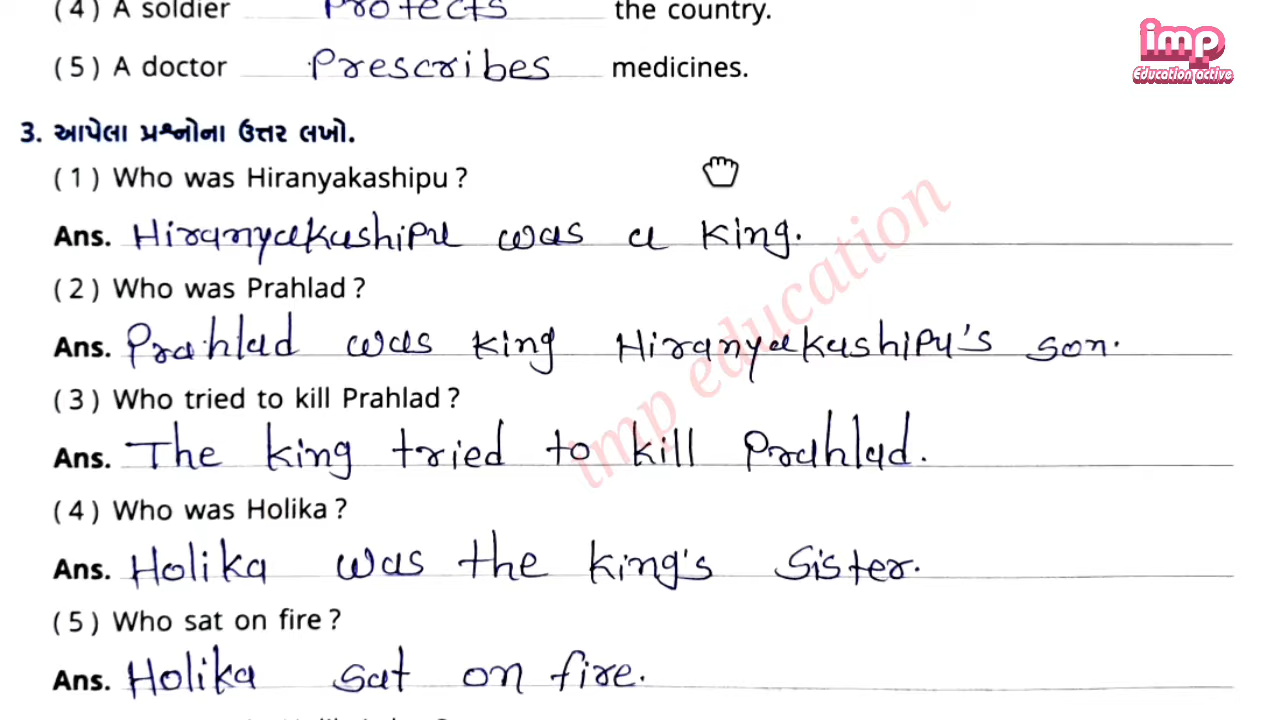 (4) A soldier Protects the country.
imp
Education active
(5) A doctor Prescribes medicines.
3. આપેલા પ્રશ્નોના ઉત્તર લખો.
(1) Who was Hiranyakashipu ?
Ans. Hiranyakashipu was a king.
(2) Who was Prahlad ?
Ans. Prahlad was king Hiranyakashipu's son.
(3) Who tried to kill Prahlad ?
Ans. The king tried to kill Prahlad.
(4) Who was Holika ?
Ans. Holika was the king's Sister.
(5) Who sat on fire ?
Ans. Holika sat on fire.
imp education